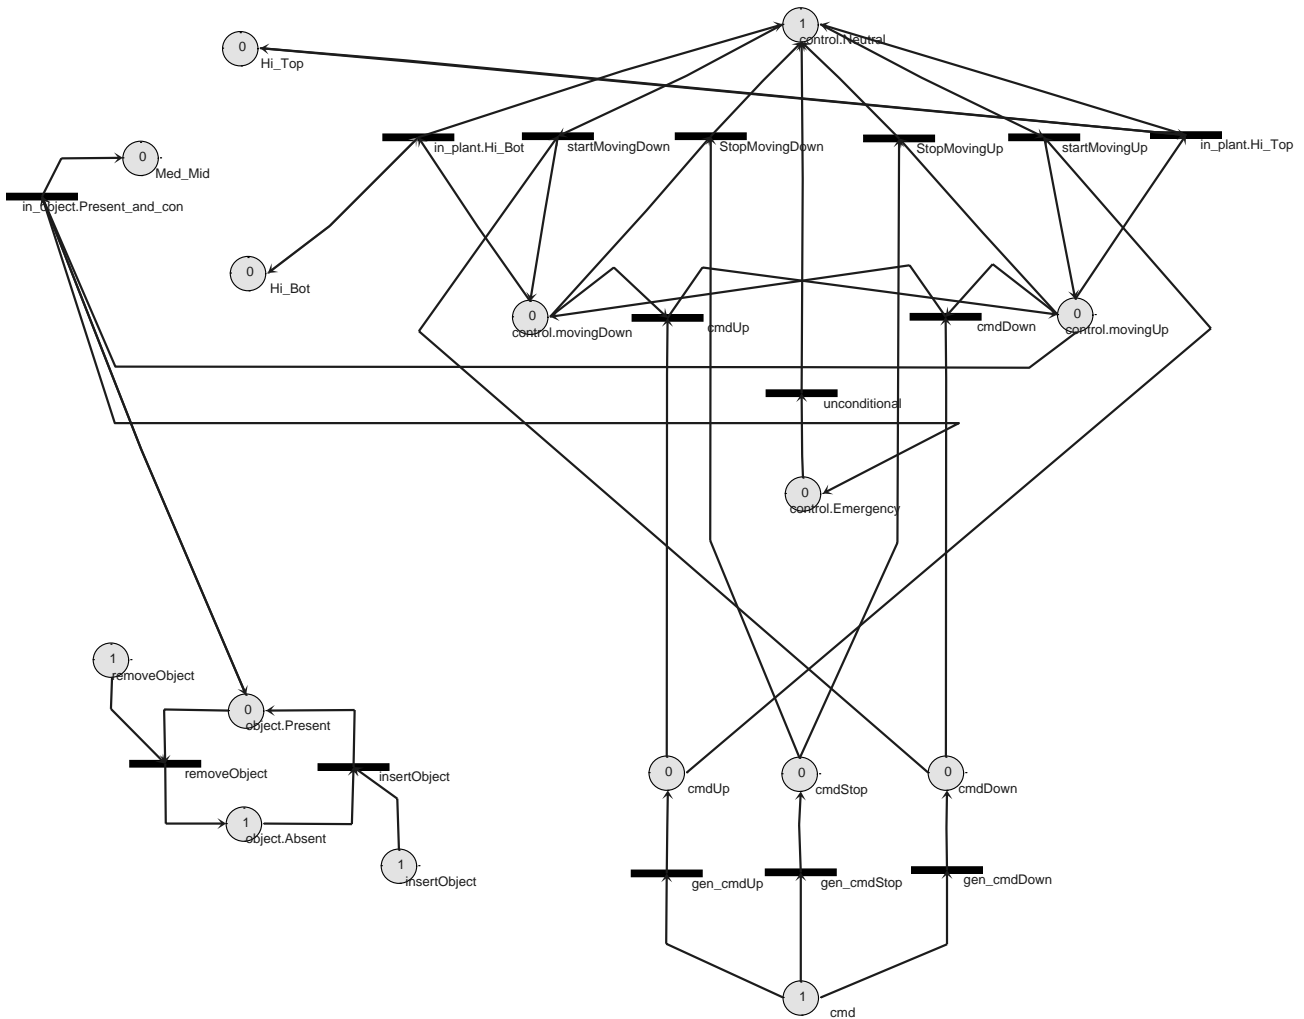 1
control.Neutral
0
Hi_Top
in_plant.Hi_Bot
startMovingDown
StopMovingDown
StopMovingUp
startMovingUp
in_plant.Hi_Top
0
Med_Mid
in_object.Present_and_con
0
Hi_Bot
0
control.movingDown
cmdUp
cmdDown
0
control.movingUp
unconditional
0
control.Emergency
1
removeObject
0
object.Present
removeObject
insertObject
0
cmdUp
0
cmdStop
0
cmdDown
1
object.Absent
1
insertObject
gen_cmdUp
gen_cmdStop
gen_cmdDown
1
cmd